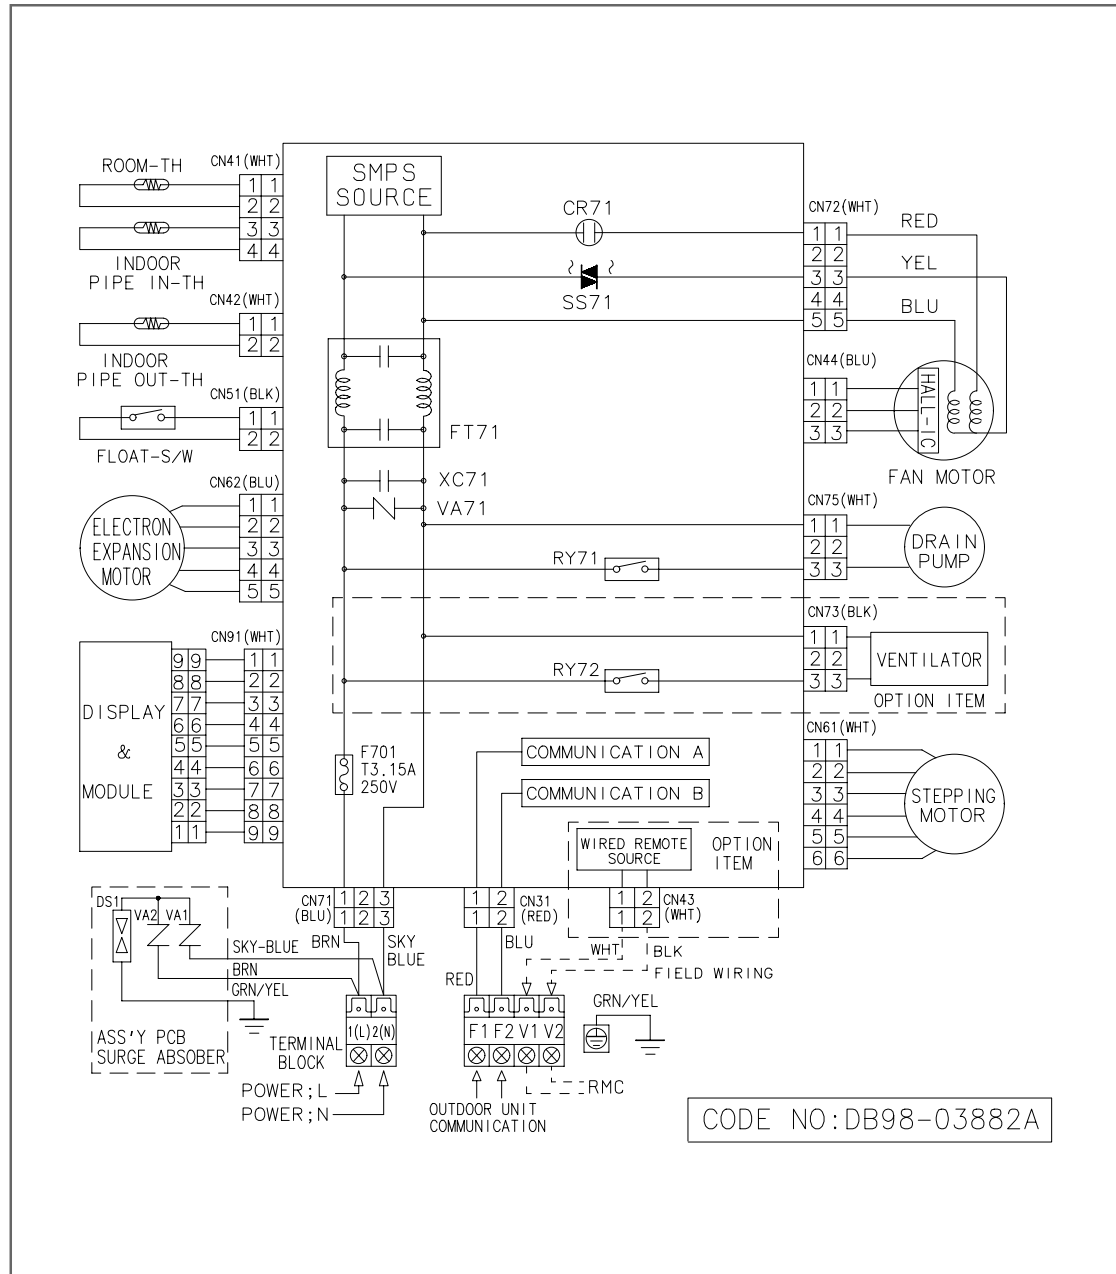 ROOM-TH
CN41(WHT)
1 1
2 2
3 3
4 4
INDOOR
PIPE IN-TH
CN42(WHT)
1 1
2 2
INDOOR
PIPE OUT-TH
CN51(BLK)
1 1
2 2
FLOAT-S/W
CN62(BLU)
1 1
2 2
3 3
4 4
5 5
ELECTRON
EXPANSION
MOTOR
CN91(WHT)
9 9 1 1
8 8 2 2
7 7 3 3
6 6 4 4
5 5 5 5
4 4 6 6
3 3 7 7
2 2 8 8
1 1 9 9
DISPLAY
&
MODULE
SMPS
SOURCE
CR71
SS71
FT71
XC71
VA71
RY71
RY72
F701
T3.15A
250V
COMMUNICATION A
COMMUNICATION B
WIRED REMOTE
SOURCE
OPTION
ITEM
CN72(WHT)
1 1
2 2
3 3
4 4
5 5
RED
YEL
BLU
CN44(BLU)
1 1
2 2
3 3
HALL-IC
FAN MOTOR
CN75(WHT)
1 1
2 2
3 3
DRAIN
PUMP
CN73(BLK)
1 1
2 2
3 3
VENTILATOR
OPTION ITEM
CN61(WHT)
1 1
2 2
3 3
4 4
5 5
6 6
STEPPING
MOTOR
CN71
(BLU)
1 2 3
1 2 3
CN31
(RED)
1 2
1 2
CN43
(WHT)
1 2
1 2
DS1
VA2
VA1
SKY-BLUE
BRN
GRN/YEL
ASS'Y PCB
SURGE ABSOBER
BRN
SKY
BLUE
RED
BLU
WHT
BLK
FIELD WIRING
TERMINAL
BLOCK
1(L) 2(N)
F1 F2 V1 V2
GRN/YEL
POWER;L
POWER;N
OUTDOOR UNIT
COMMUNICATION
RMC
CODE NO:DB98-03882A